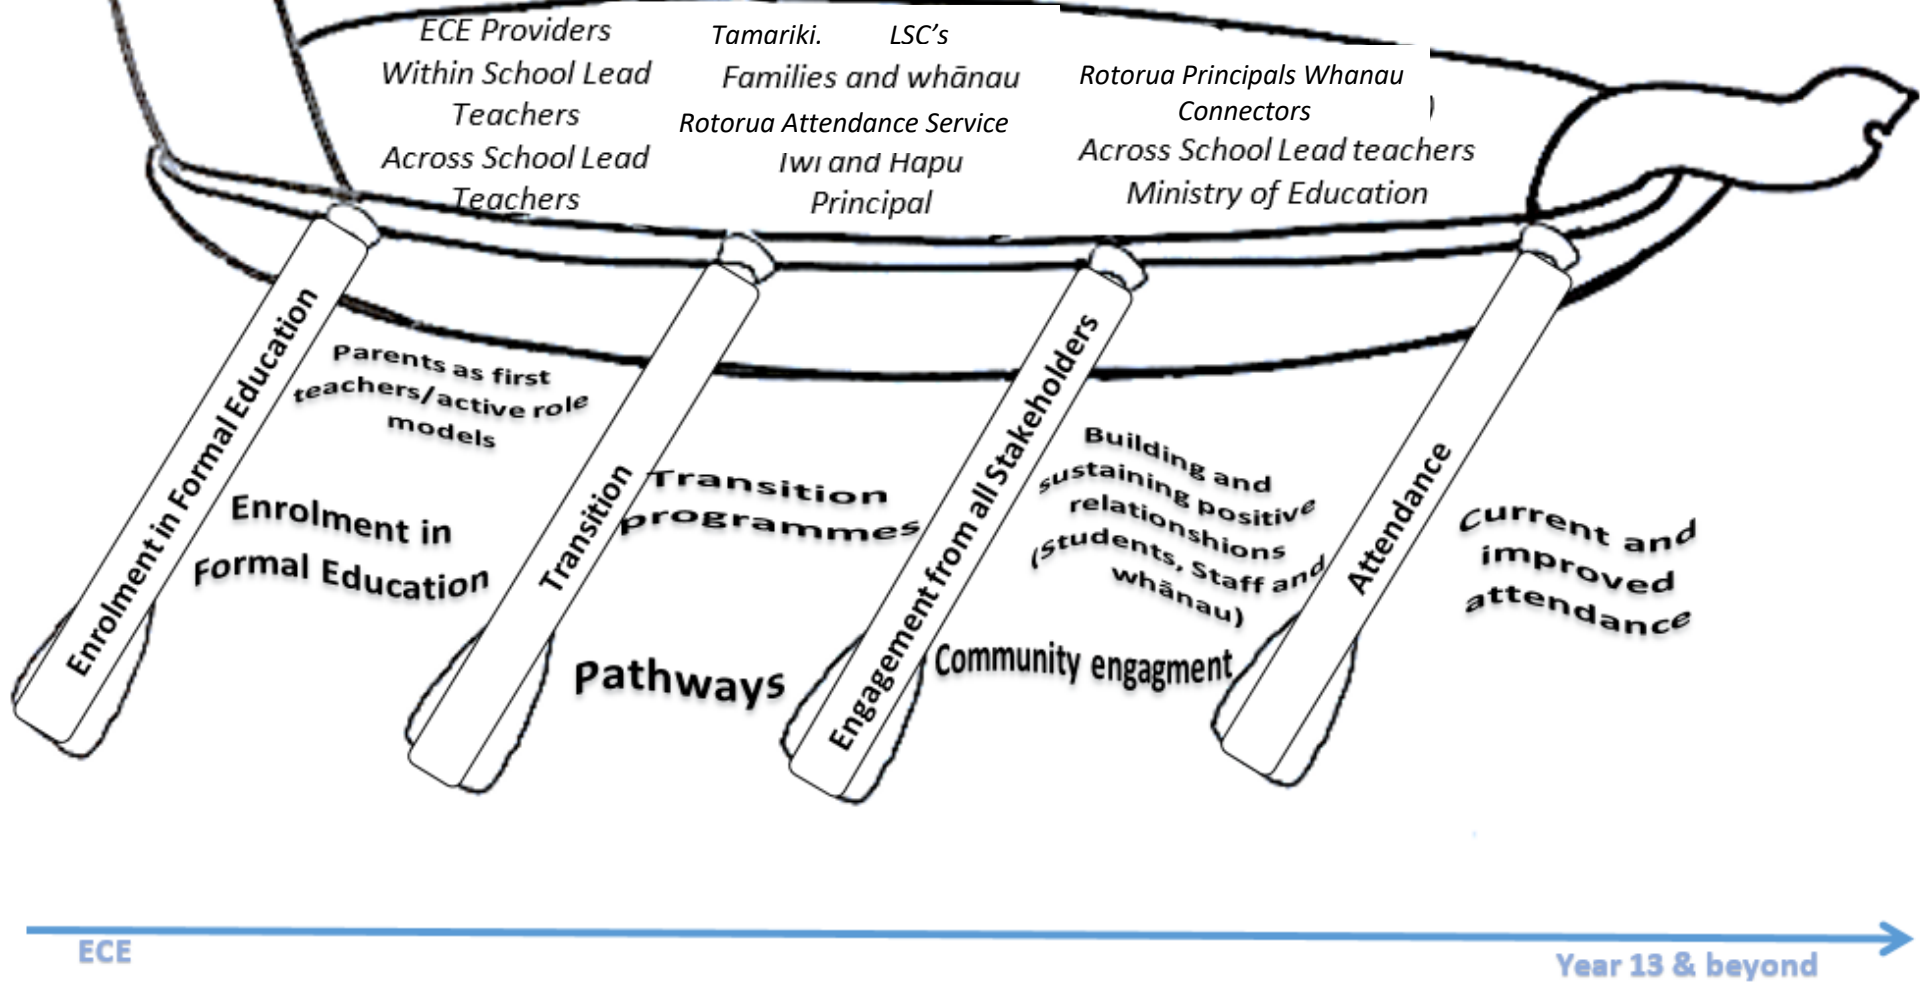 ECE Providers
Within School Lead
Teachers
Across School Lead
Teachers
Tamariki. LSC’s
Families and whānau
Rotorua Attendance Service
Iwi and Hapu
Principal
Rotorua Principals Whanau
Connectors
Across School Lead teachers
Ministry of Education
Enrolment in Formal Education
Parents as first
teachers/active role
models
Enrolment in
Formal Education
Transition
Transition
programmes
Pathways
Engagement from all Stakeholders
Building and
sustaining positive
relationshions
(Students, Staff and
whānau)
Community engagment
Attendance
Current and
improved
attendance
ECE
Year 13 & beyond